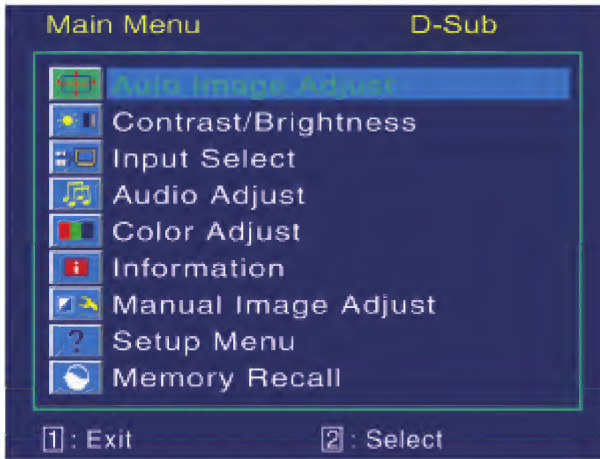 Main Menu D-Sub
Auto Image Adjust
Contrast/Brightness
Input Select
Audio Adjust
Color Adjust
Information
Manual Image Adjust
Setup Menu
Memory Recall
1 : Exit 2 : Select